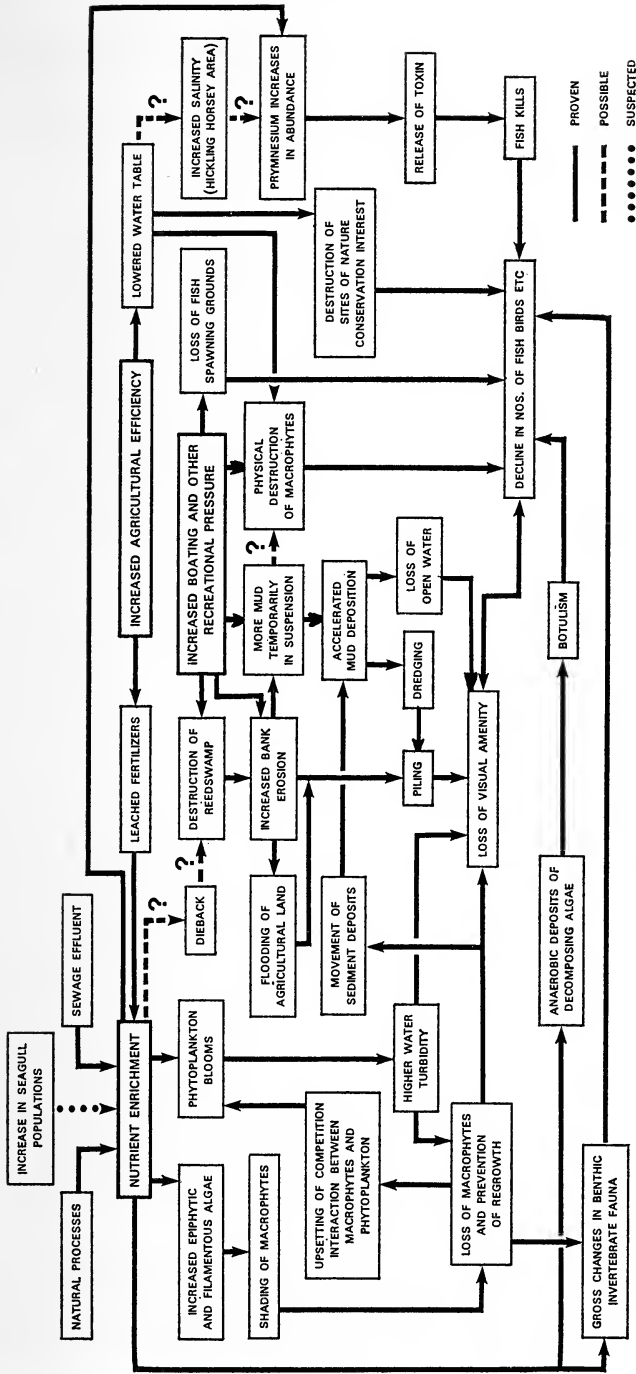 INCREASE IN SEAGULL
POPULATIONS
NATURAL PROCESSES
SEWAGE EFFLUENT
NUTRIENT ENRICHMENT
LEACHED FERTILIZERS
INCREASED AGRICULTURAL EFFICIENCY
LOWERED WATER TABLE
?
?
INCREASED EPIPHYTIC
AND FILAMENTOUS ALGAE
PHYTOPLANKTON
BLOOMS
DIEBACK
?
DESTRUCTION OF
REEDSWAMP
INCREASED BOATING AND OTHER
RECREATIONAL PRESSURE
LOSS OF FISH
SPAWNING GROUNDS
INCREASED SALINITY
(HICKLING HORSEY AREA)
?
SHADING OF MACROPHYTES
INCREASED BANK
EROSION
MORE MUD
TEMPORARILY
IN SUSPENSION
?
PHYSICAL
DESTRUCTION
OF MACROPHYTES
PRYMNESIUM INCREASES
IN ABUNDANCE
FLOODING OF
AGRICULTURAL LAND
UPSETTING OF COMPETITION
INTERACTION BETWEEN
MACROPHYTES AND
PHYTOPLANKTON
MOVEMENT OF
SEDIMENT DEPOSITS
ACCELERATED
MUD DEPOSITION
DESTRUCTION OF
SITES OF NATURE
CONSERVATION INTEREST
RELEASE OF TOXIN
HIGHER WATER
TURBIDITY
PILING
DREDGING
LOSS OF
OPEN WATER
LOSS OF MACROPHYTES
AND PREVENTION
OF REGROWTH
LOSS OF VISUAL AMENITY
DECLINE IN NOS. OF FISH BIRDS ETC
FISH KILLS
ANAEROBIC DEPOSITS OF
DECOMPOSING ALGAE
BOTULISM
GROSS CHANGES IN BENTHIC
INVERTEBRATE FAUNA
PROVEN
POSSIBLE
SUSPECTED